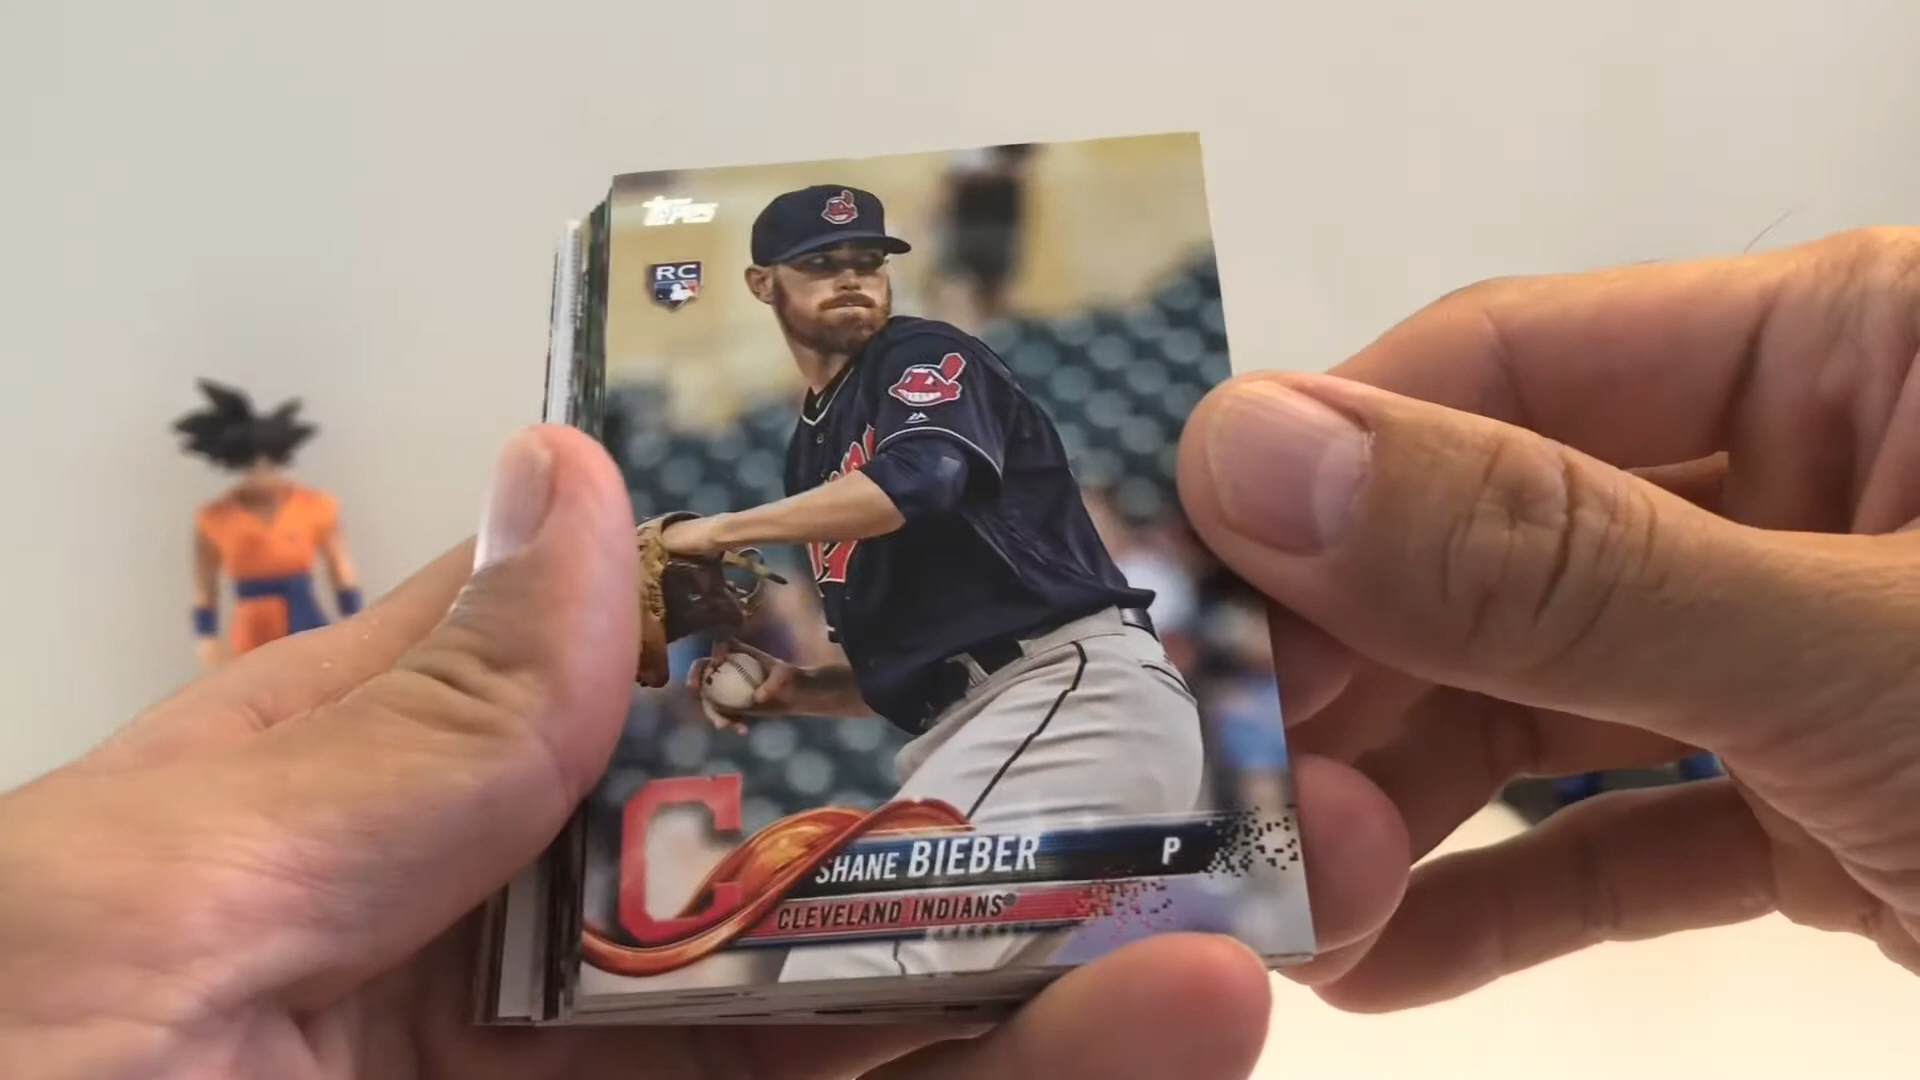 Topps
RC
C
SHANE BIEBER P
CLEVELAND INDIANS®